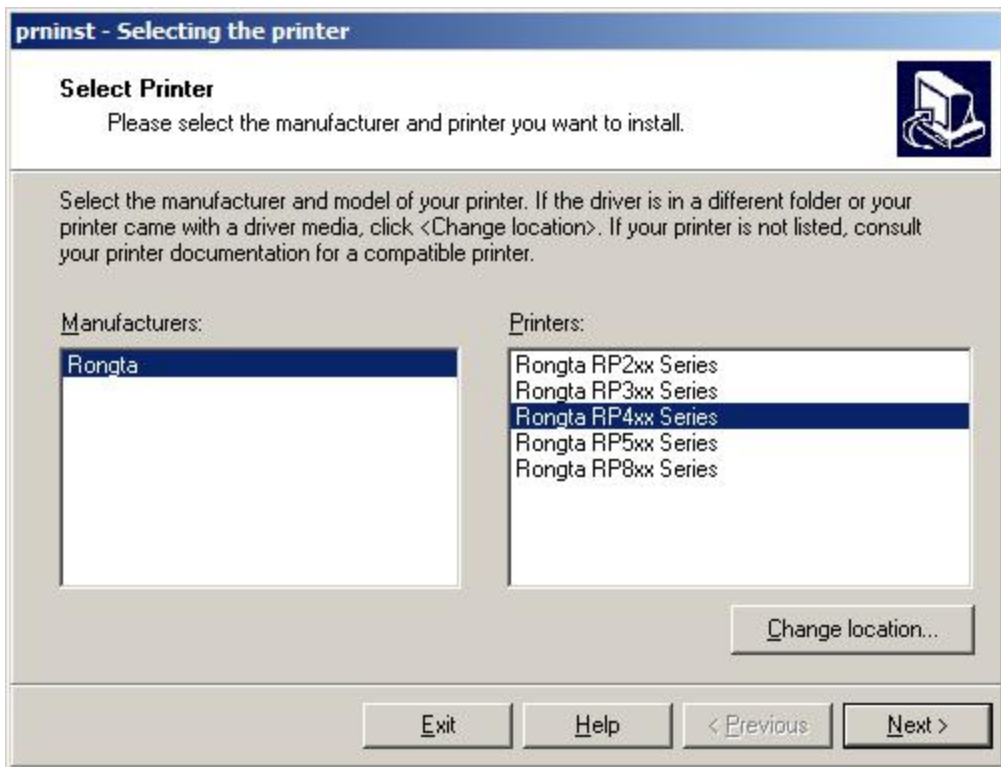 prninst - Selecting the printer
Select Printer
Please select the manufacturer and printer you want to install.
Select the manufacturer and model of your printer. If the driver is in a different folder or your
printer came with a driver media, click <Change location>. If your printer is not listed, consult
your printer documentation for a compatible printer.
Manufacturers:
Rongta
Printers:
Rongta RP2xx Series
Rongta RP3xx Series
Rongta RP4xx Series
Rongta RP5xx Series
Rongta RP8xx Series
Change location...
Exit
Help
< Previous
Next >